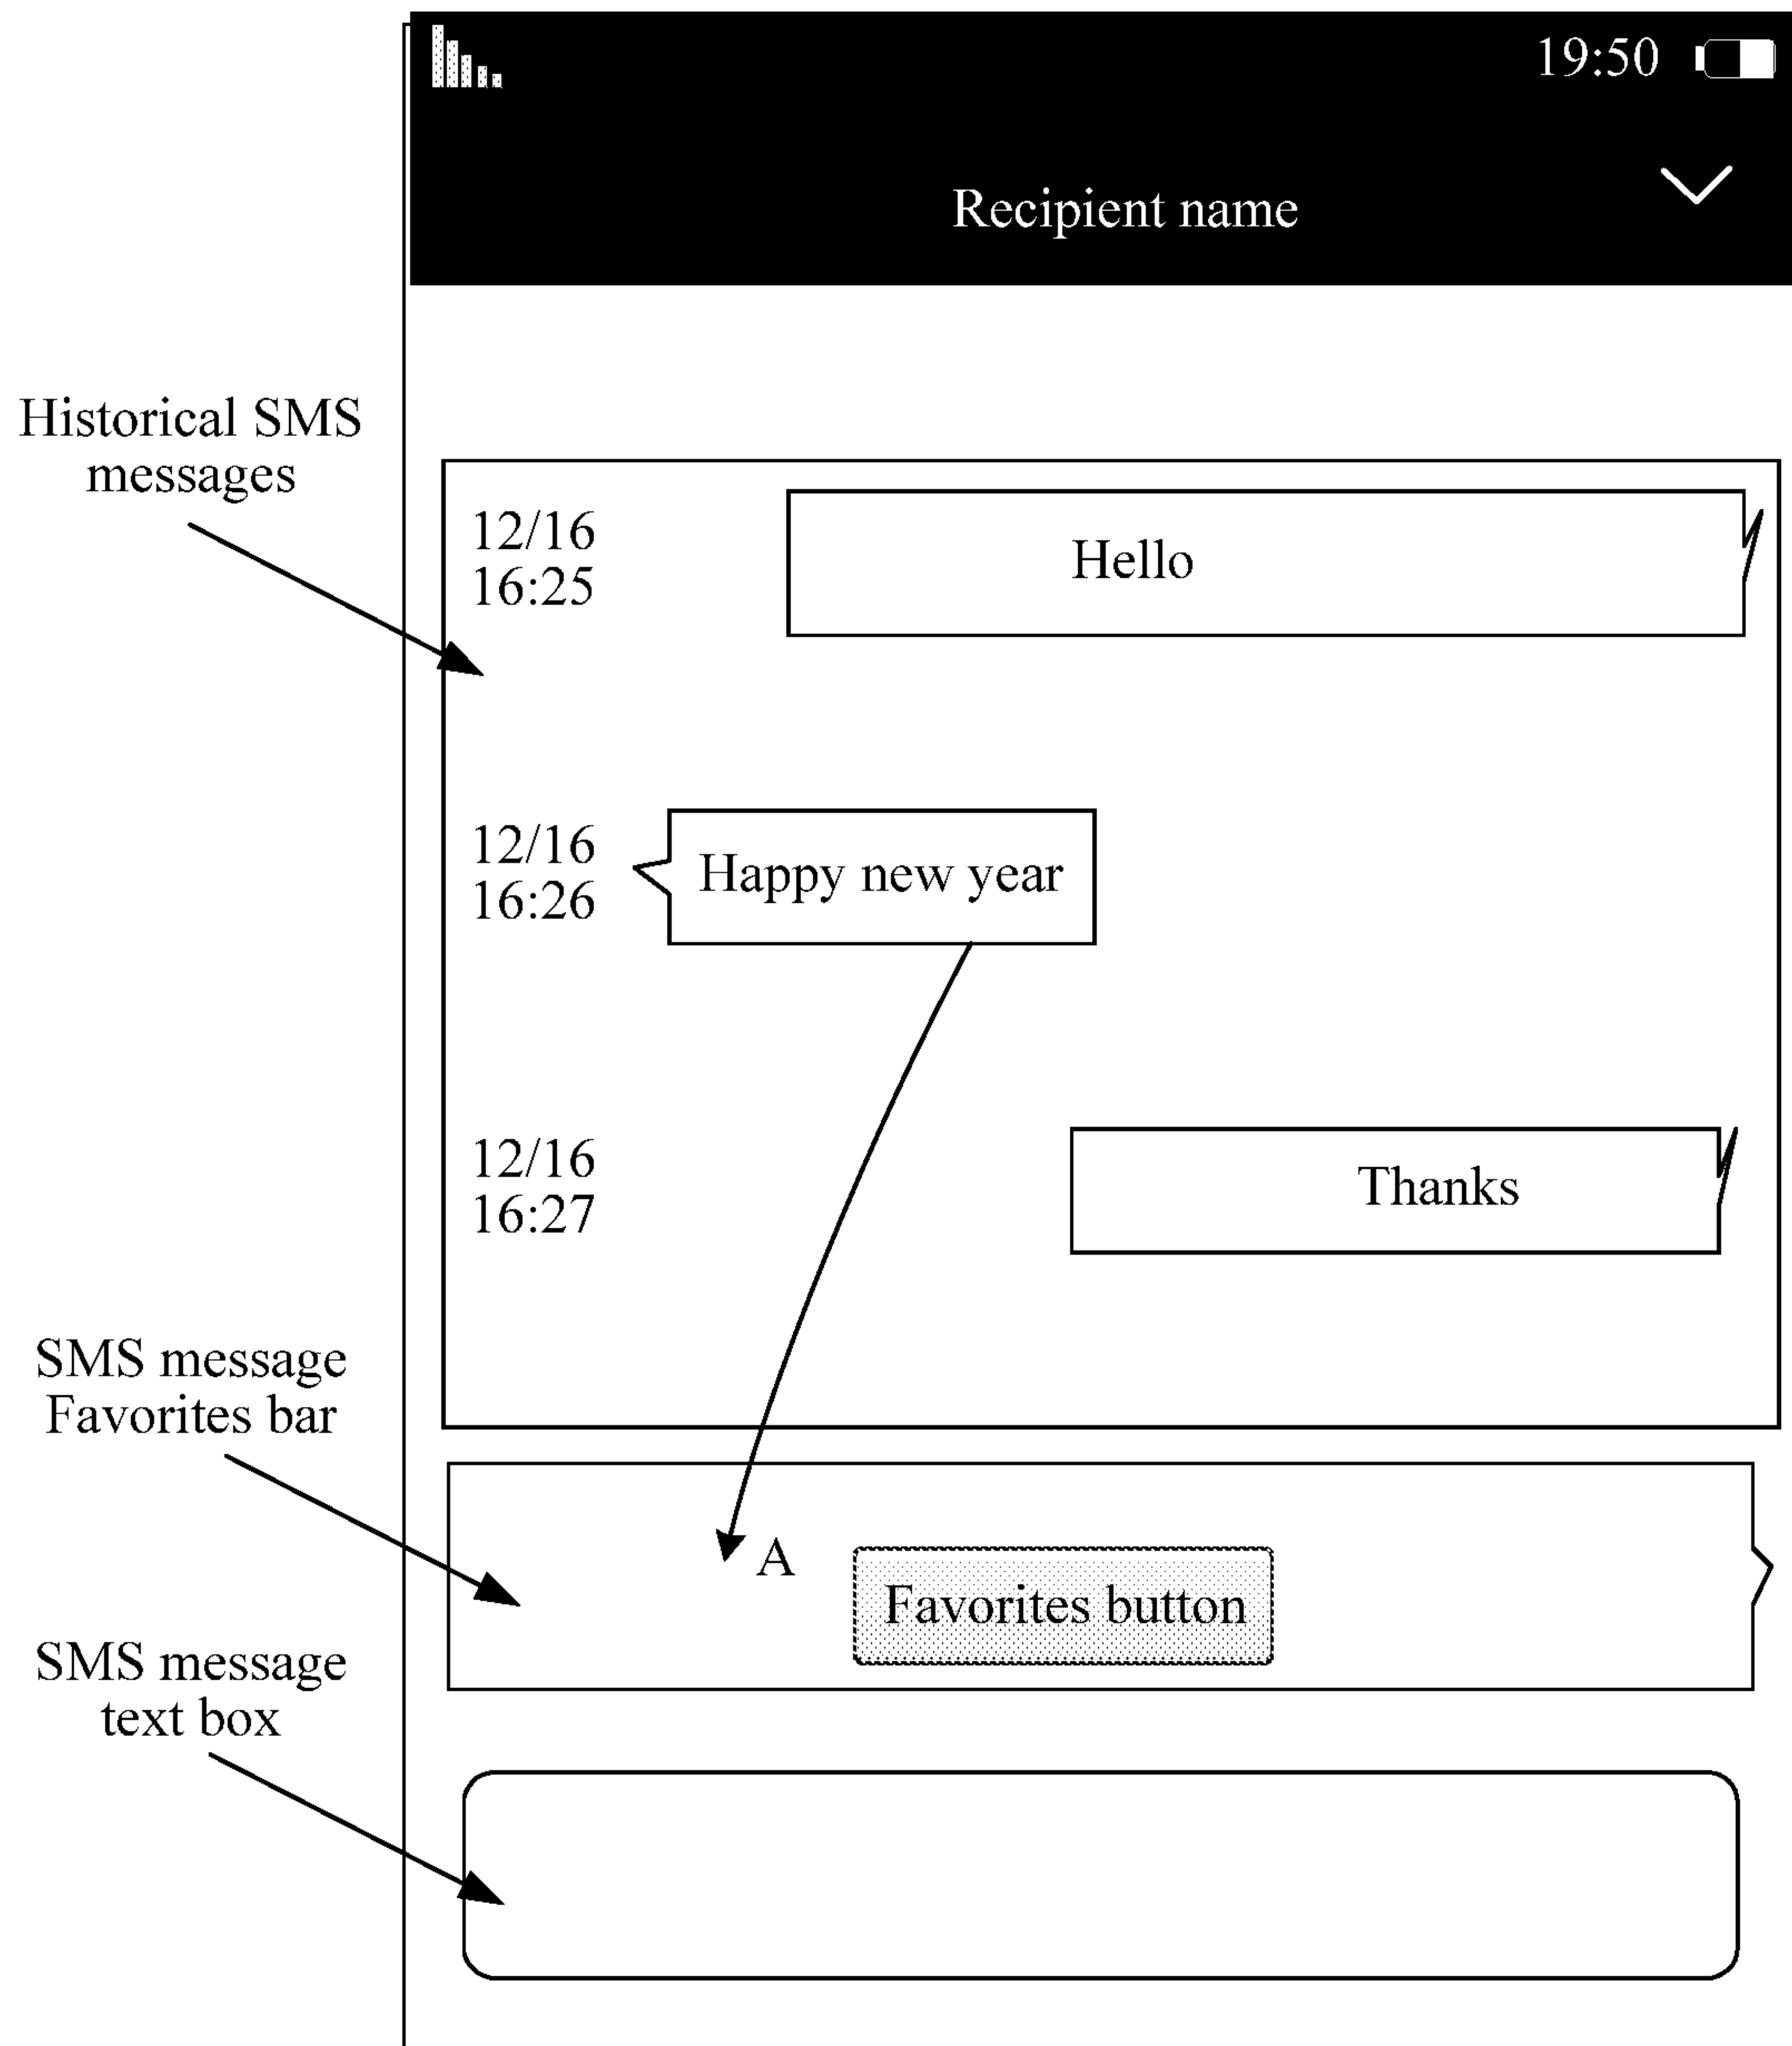 19:50
Recipient name
Historical SMS
messages
12/16
16:25
Hello
12/16
16:26
Happy new year
12/16
16:27
Thanks
SMS message
Favorites bar
A
Favorites button
SMS message
text box